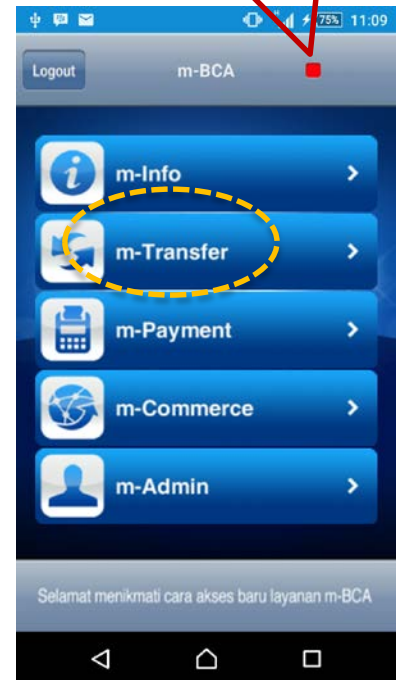 75% 11:09
Logout m-BCA
m-Info
m-Transfer
m-Payment
m-Commerce
m-Admin
Selamat menikmati cara akses baru layanan m-BCA